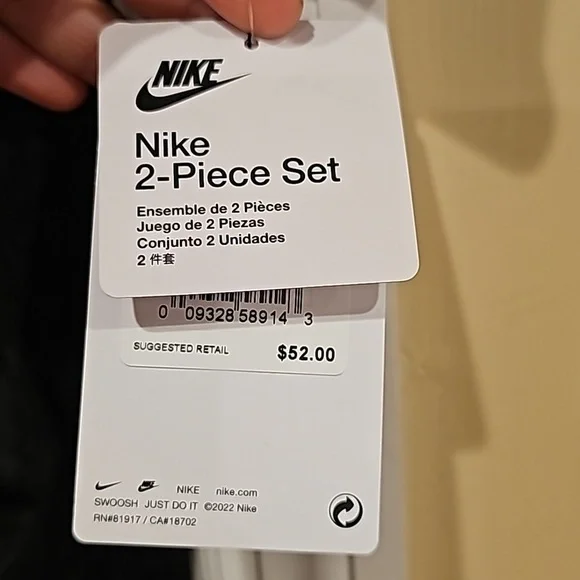 NIKE
Nike
2-Piece Set
Ensemble de 2 Pièces
Juego de 2 Piezas
Conjunto 2 Unidades
2 件套
0 09328 58914 3
SUGGESTED RETAIL $52.00
NIKE nike.com
SWOOSH JUST DO IT ©2022 Nike
RN#81917 / CA#18702